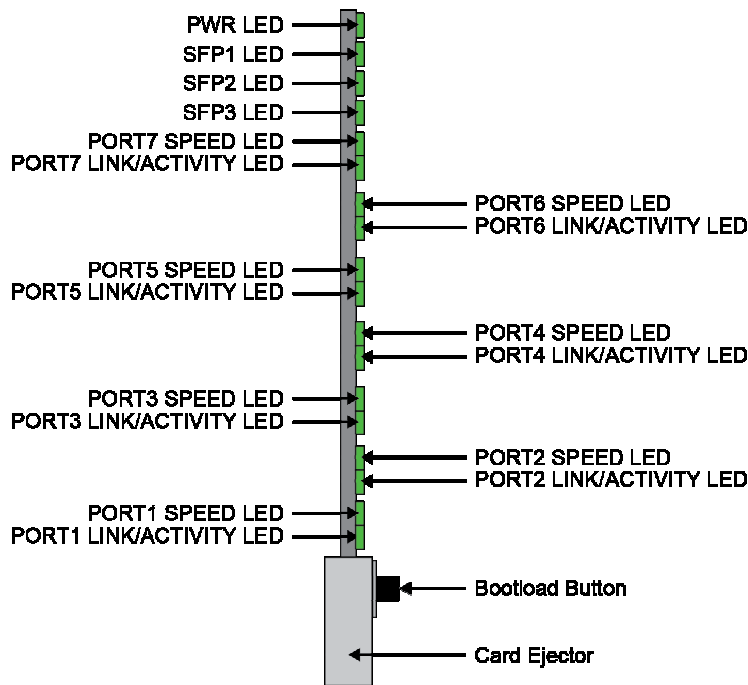 PWR LED
SFP1 LED
SFP2 LED
SFP3 LED
PORT7 SPEED LED
PORT7 LINK/ACTIVITY LED
PORT6 SPEED LED
PORT6 LINK/ACTIVITY LED
PORT5 SPEED LED
PORT5 LINK/ACTIVITY LED
PORT4 SPEED LED
PORT4 LINK/ACTIVITY LED
PORT3 SPEED LED
PORT3 LINK/ACTIVITY LED
PORT2 SPEED LED
PORT2 LINK/ACTIVITY LED
PORT1 SPEED LED
PORT1 LINK/ACTIVITY LED
Bootload Button
Card Ejector